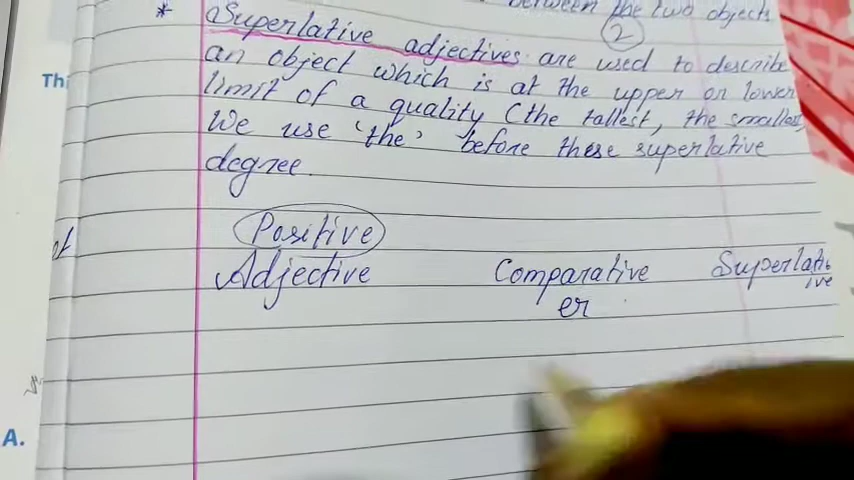 between the two objects
2
* Superlative adjectives are used to describe
an object which is at the upper or lower
limit of a quality (the tallest, the smallest,
We use 'the' before these superlative
degree.
Positive
Adjective Comparative Superlative
er
Th
of
A.